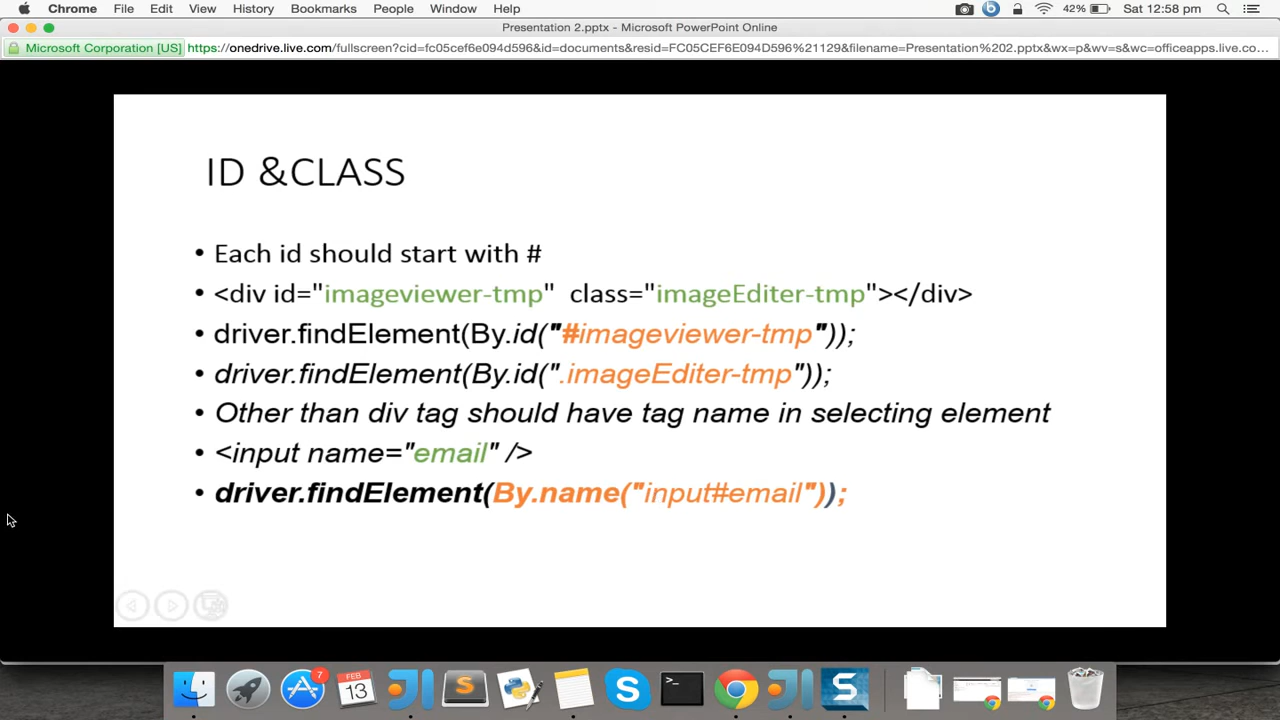 Chrome File Edit View History Bookmarks People Window Help 42% Sat 12:58 pm
Presentation 2.pptx - Microsoft PowerPoint Online
Microsoft Corporation [US] https://onedrive.live.com/fullscreen?cid=fc05cef6e094d596&id=documents&resid=FC05CEF6E094D596%21129&filename=Presentation%202.pptx&wx=p&wv=s&wc=officeapps.live.co...
ID &CLASS
• Each id should start with #
• <div id="imageviewer-tmp" class="imageEditer-tmp"></div>
• driver.findElement(By.id("#imageviewer-tmp"));
• driver.findElement(By.id(".imageEditer-tmp"));
• Other than div tag should have tag name in selecting element
• <input name="email" />
• driver.findElement(By.name("input#email"));
7
FEB
13
S
S
>_
S